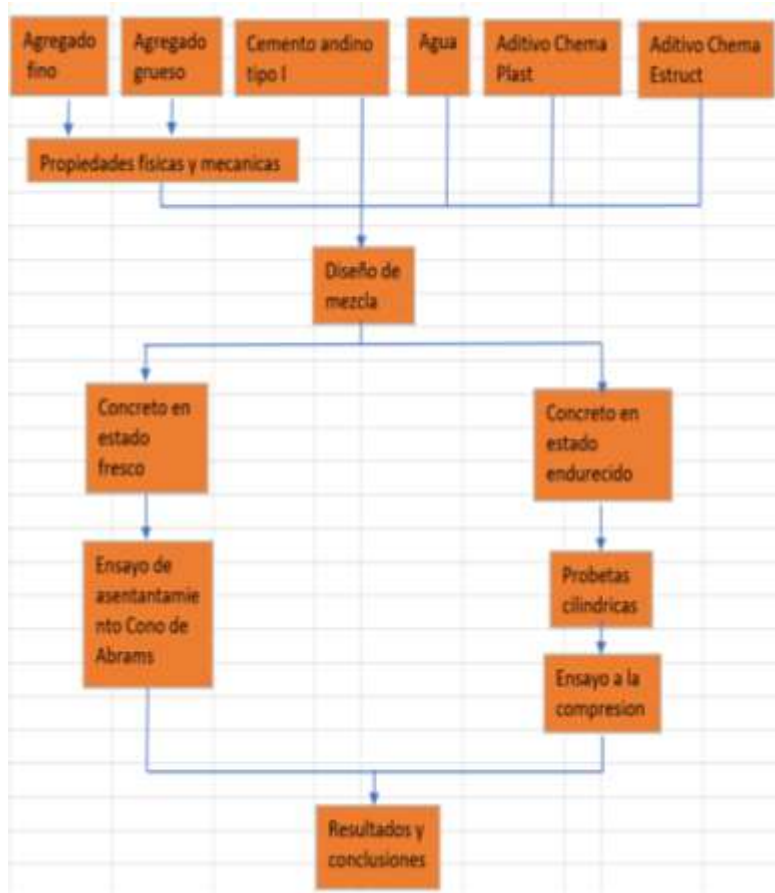 Agregado
fino
Agregado
grueso
Cemento andino
tipo I
Agua
Aditivo Chema
Plast
Aditivo Chema
Estruct
Propiedades fisicas y mecanicas
Diseño de
mezcla
Concreto en
estado
fresco
Concreto en
estado
endurecido
Ensayo de
asentantamie
nto Cono de
Abrams
Probetas
cilindricas
Ensayo a la
compresion
Resultados y
conclusiones